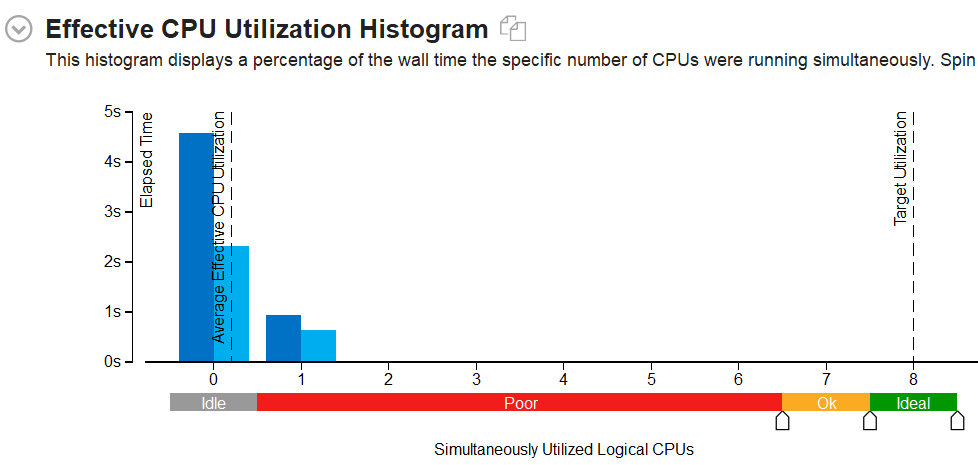 Effective CPU Utilization Histogram
This histogram displays a percentage of the wall time the specific number of CPUs were running simultaneously. Spin
5s
4s
3s
2s
1s
0s
Elapsed Time
Average Effective CPU Utilization
Target Utilization
0 1 2 3 4 5 6 7 8
Idle Poor Ok Ideal
Simultaneously Utilized Logical CPUs